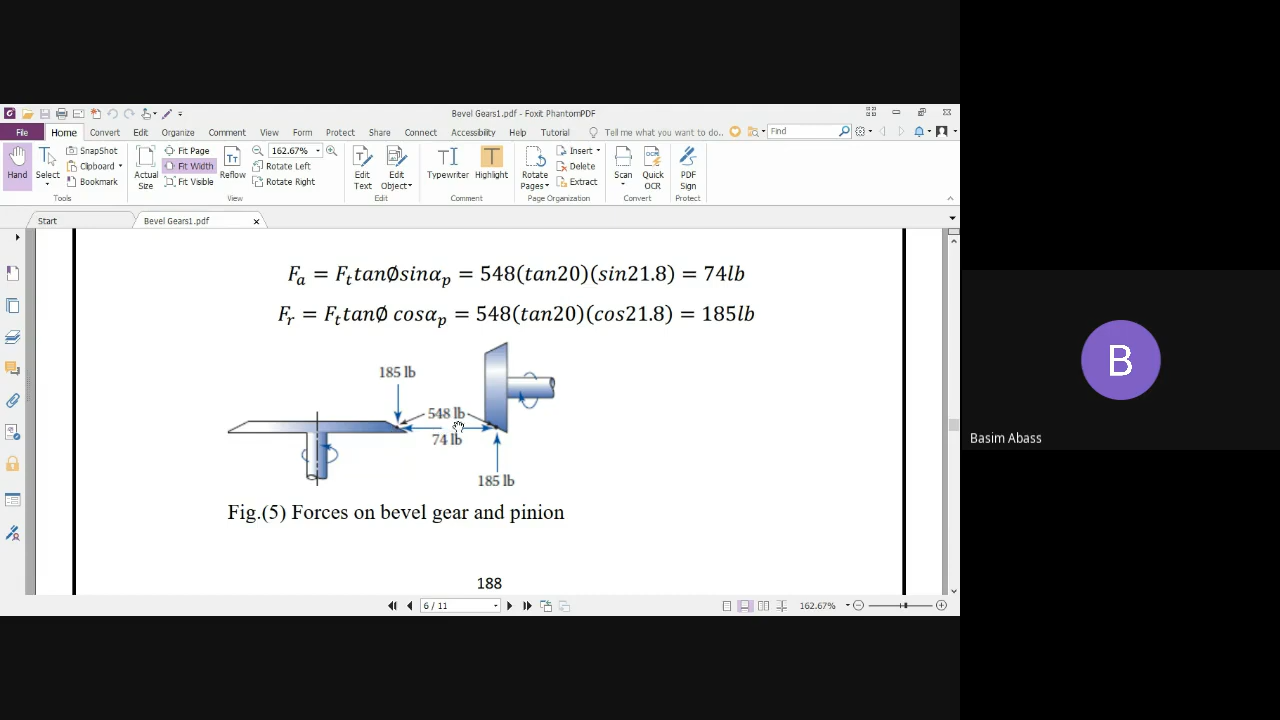 Bevel Gears1.pdf - Foxit PhantomPDF
File Home Convert Edit Organize Comment View Form Protect Share Connect Accessibility Help Tutorial Tell me what you want to do.. Find
Hand
Select
SnapShot
Clipboard
Bookmark
Tools
Actual Size
Fit Page
Fit Width
Fit Visible
Reflow
162.67%
Rotate Left
Rotate Right
View
Edit Text
Edit Object
Edit
Typewriter
Highlight
Comment
Rotate Pages
Insert
Delete
Extract
Page Organization
Scan
Quick OCR
Convert
PDF Sign
Protect
Start
Bevel Gears1.pdf
Fₐ = Fₜtan∅sinαₚ = 548(tan20)(sin21.8) = 74lb
Fᵣ = Fₜtan∅ cosαₚ = 548(tan20)(cos21.8) = 185lb
185 lb
548 lb
74 lb
185 lb
Fig.(5) Forces on bevel gear and pinion
188
6 / 11
162.67%
B
Basim Abass